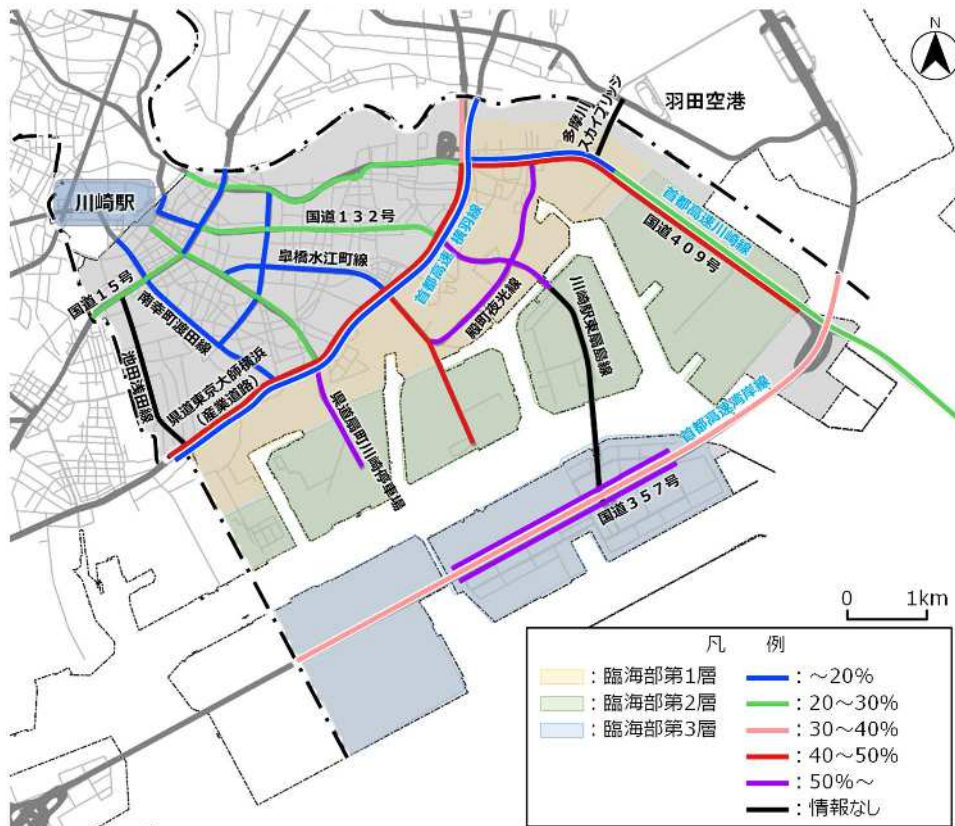 N
羽田空港
多摩川
スカイブリッジ
川崎駅
国道132号
首都高速川崎線
国道409号
首都高速 横羽線
皐橋水江町線
国道15号
南幸町渡田線
殿町夜光線
川崎駅東扇島線
池田浅田線
県道東京大師横浜
(産業道路)
県道扇町川崎停車場
首都高速湾岸線
国道357号
0 1km
凡 例
:臨海部第1層
:臨海部第2層
:臨海部第3層
:~20%
:20~30%
:30~40%
:40~50%
:50%~
:情報なし